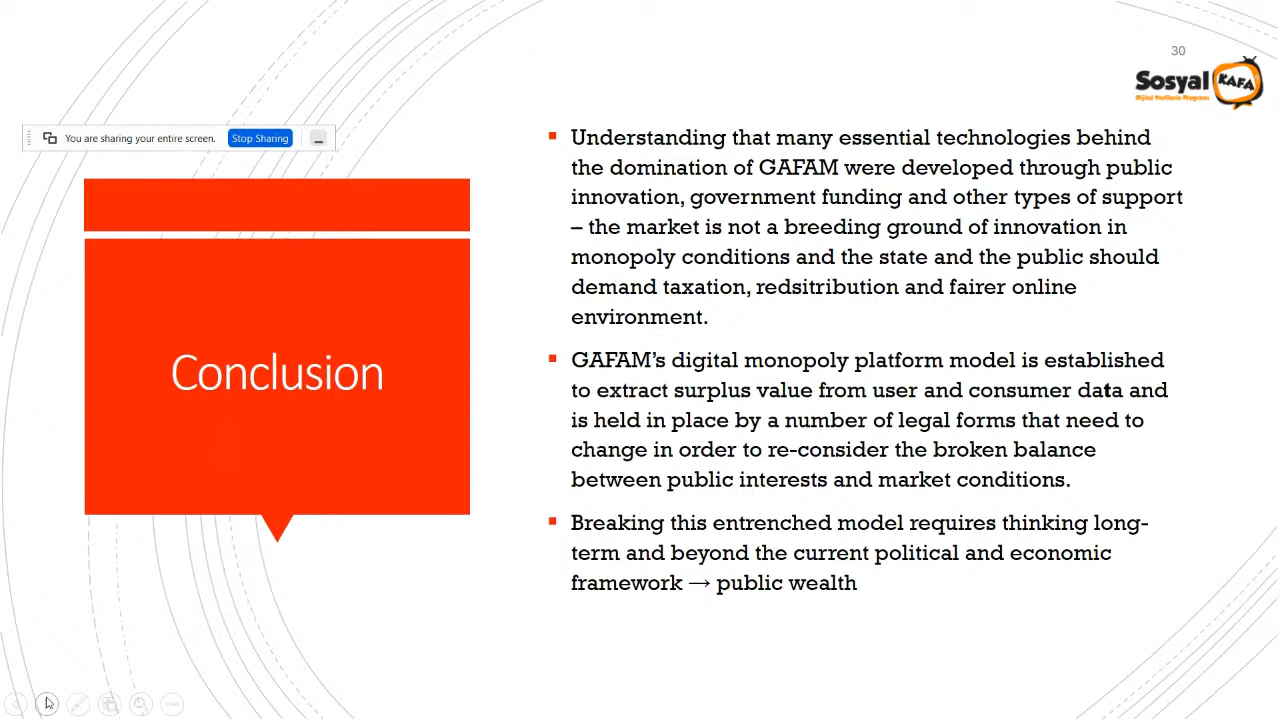 30
Sosyal KAFA
Dijital Verilerin Programı
You are sharing your entire screen. Stop Sharing
Conclusion
Understanding that many essential technologies behind
the domination of GAFAM were developed through public
innovation, government funding and other types of support
– the market is not a breeding ground of innovation in
monopoly conditions and the state and the public should
demand taxation, redsitribution and fairer online
environment.
GAFAM's digital monopoly platform model is established
to extract surplus value from user and consumer data and
is held in place by a number of legal forms that need to
change in order to re-consider the broken balance
between public interests and market conditions.
Breaking this entrenched model requires thinking long-
term and beyond the current political and economic
framework → public wealth